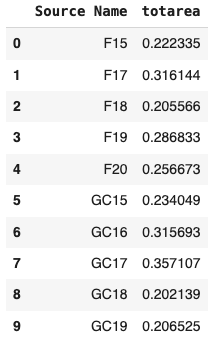 Source Name totarea
0 F15 0.222335
1 F17 0.316144
2 F18 0.205566
3 F19 0.286833
4 F20 0.256673
5 GC15 0.234049
6 GC16 0.315693
7 GC17 0.357107
8 GC18 0.202139
9 GC19 0.206525